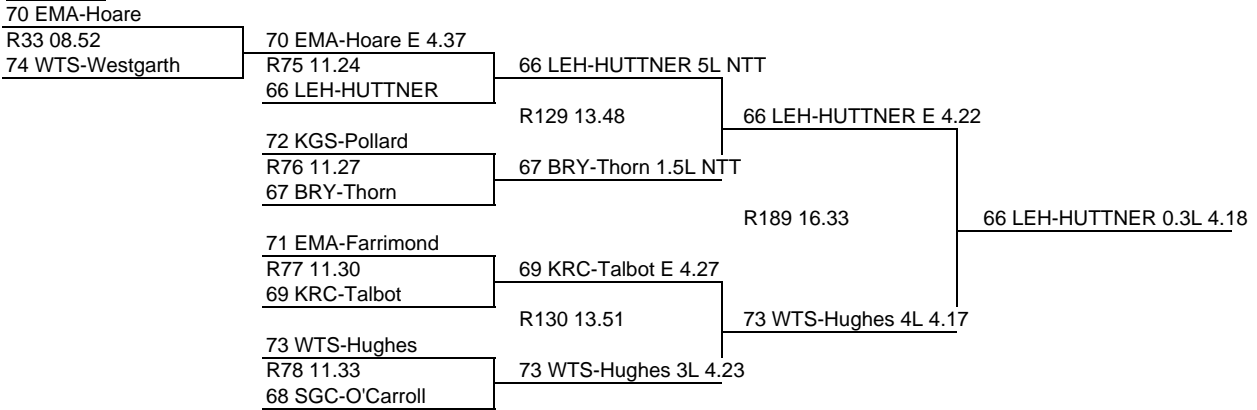 70 EMA-Hoare
R33 08.52
74 WTS-Westgarth
70 EMA-Hoare E 4.37
R75 11.24
66 LEH-HUTTNER
72 KGS-Pollard
R76 11.27
67 BRY-Thorn
71 EMA-Farrimond
R77 11.30
69 KRC-Talbot
73 WTS-Hughes
R78 11.33
68 SGC-O'Carroll
66 LEH-HUTTNER 5L NTT
R129 13.48
67 BRY-Thorn 1.5L NTT
69 KRC-Talbot E 4.27
R130 13.51
73 WTS-Hughes 3L 4.23
66 LEH-HUTTNER E 4.22
R189 16.33
73 WTS-Hughes 4L 4.17
66 LEH-HUTTNER 0.3L 4.18